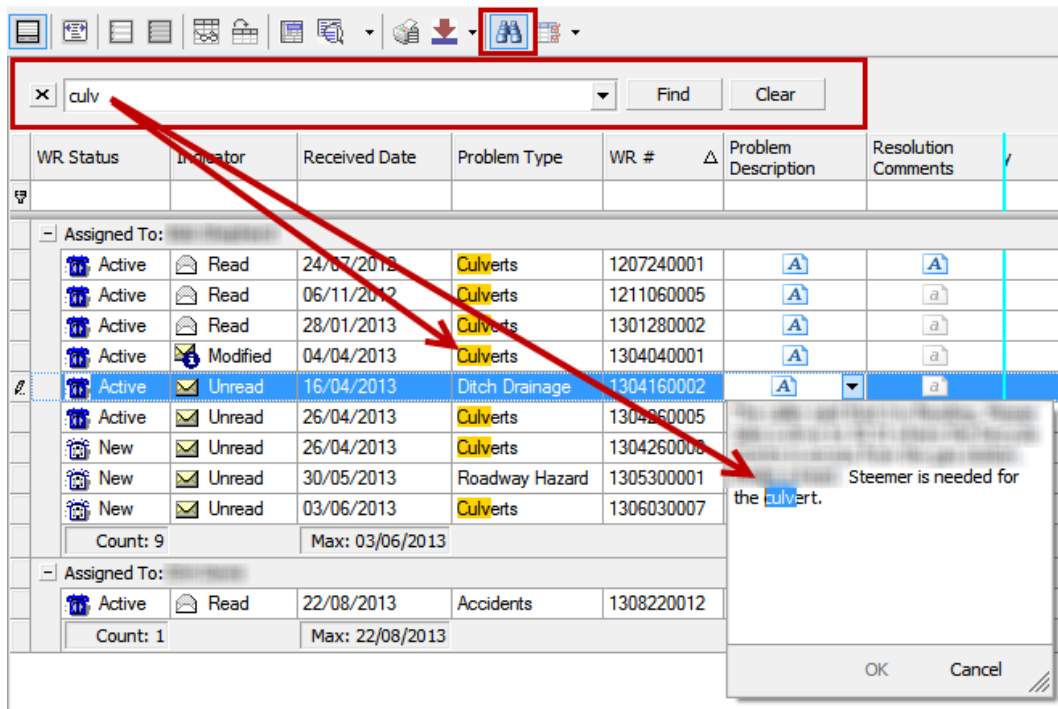 culv Find Clear
WR Status Indicator Received Date Problem Type WR # Problem Description Resolution Comments
Assigned To:
Active Read 24/07/2012 Culverts 1207240001 A A
Active Read 06/11/2012 Culverts 1211060005 A a
Active Read 28/01/2013 Culverts 1301280002 A a
Active Modified 04/04/2013 Culverts 1304040001 A a
Active Unread 16/04/2013 Ditch Drainage 1304160002 A a
Active Unread 26/04/2013 Culverts 1304260005
New Unread 26/04/2013 Culverts 1304260008
New Unread 30/05/2013 Roadway Hazard 1305300001
New Unread 03/06/2013 Culverts 1306030007
Count: 9 Max: 03/06/2013
Assigned To:
Active Read 22/08/2013 Accidents 1308220012
Count: 1 Max: 22/08/2013
Steemer is needed for
the culvert.
OK Cancel